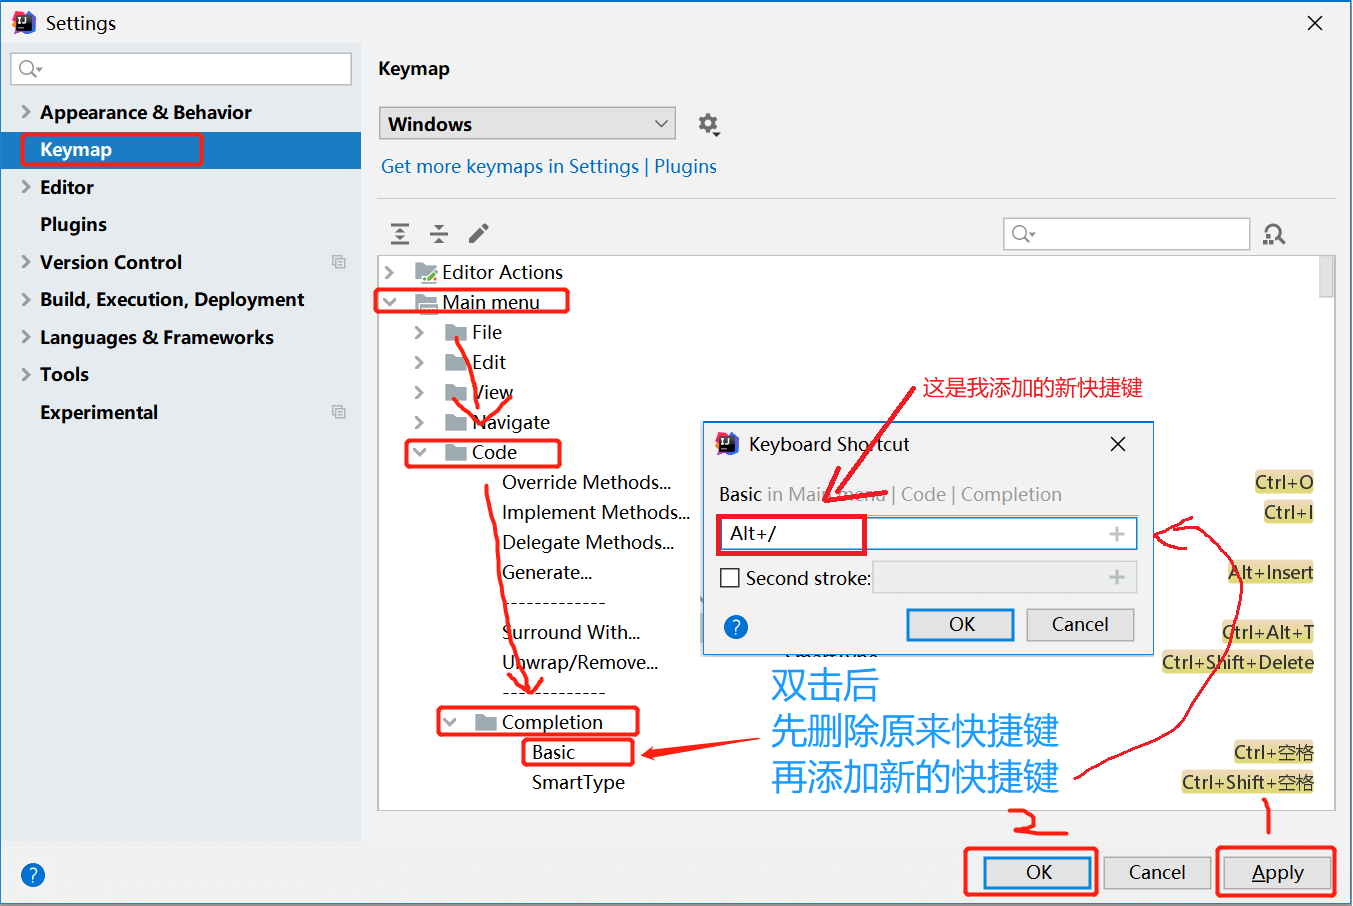 Settings
Keymap
Appearance & Behavior
Keymap
Editor
Plugins
Version Control
Build, Execution, Deployment
Languages & Frameworks
Tools
Experimental
Windows
Get more keymaps in Settings | Plugins
Editor Actions
Main menu
File
Edit
View
Navigate
Code
Override Methods... Ctrl+O
Implement Methods... Ctrl+I
Delegate Methods...
Generate... Alt+Insert
-------------
Surround With... Ctrl+Alt+T
Unwrap/Remove... Ctrl+Shift+Delete
-------------
Completion
Basic Ctrl+空格
SmartType Ctrl+Shift+空格
这是我添加的新快捷键
Keyboard Shortcut
Basic in Main menu | Code | Completion
Alt+/
Second stroke:
? OK Cancel
双击后
先删除原来快捷键
再添加新的快捷键
2 1
? OK Cancel Apply